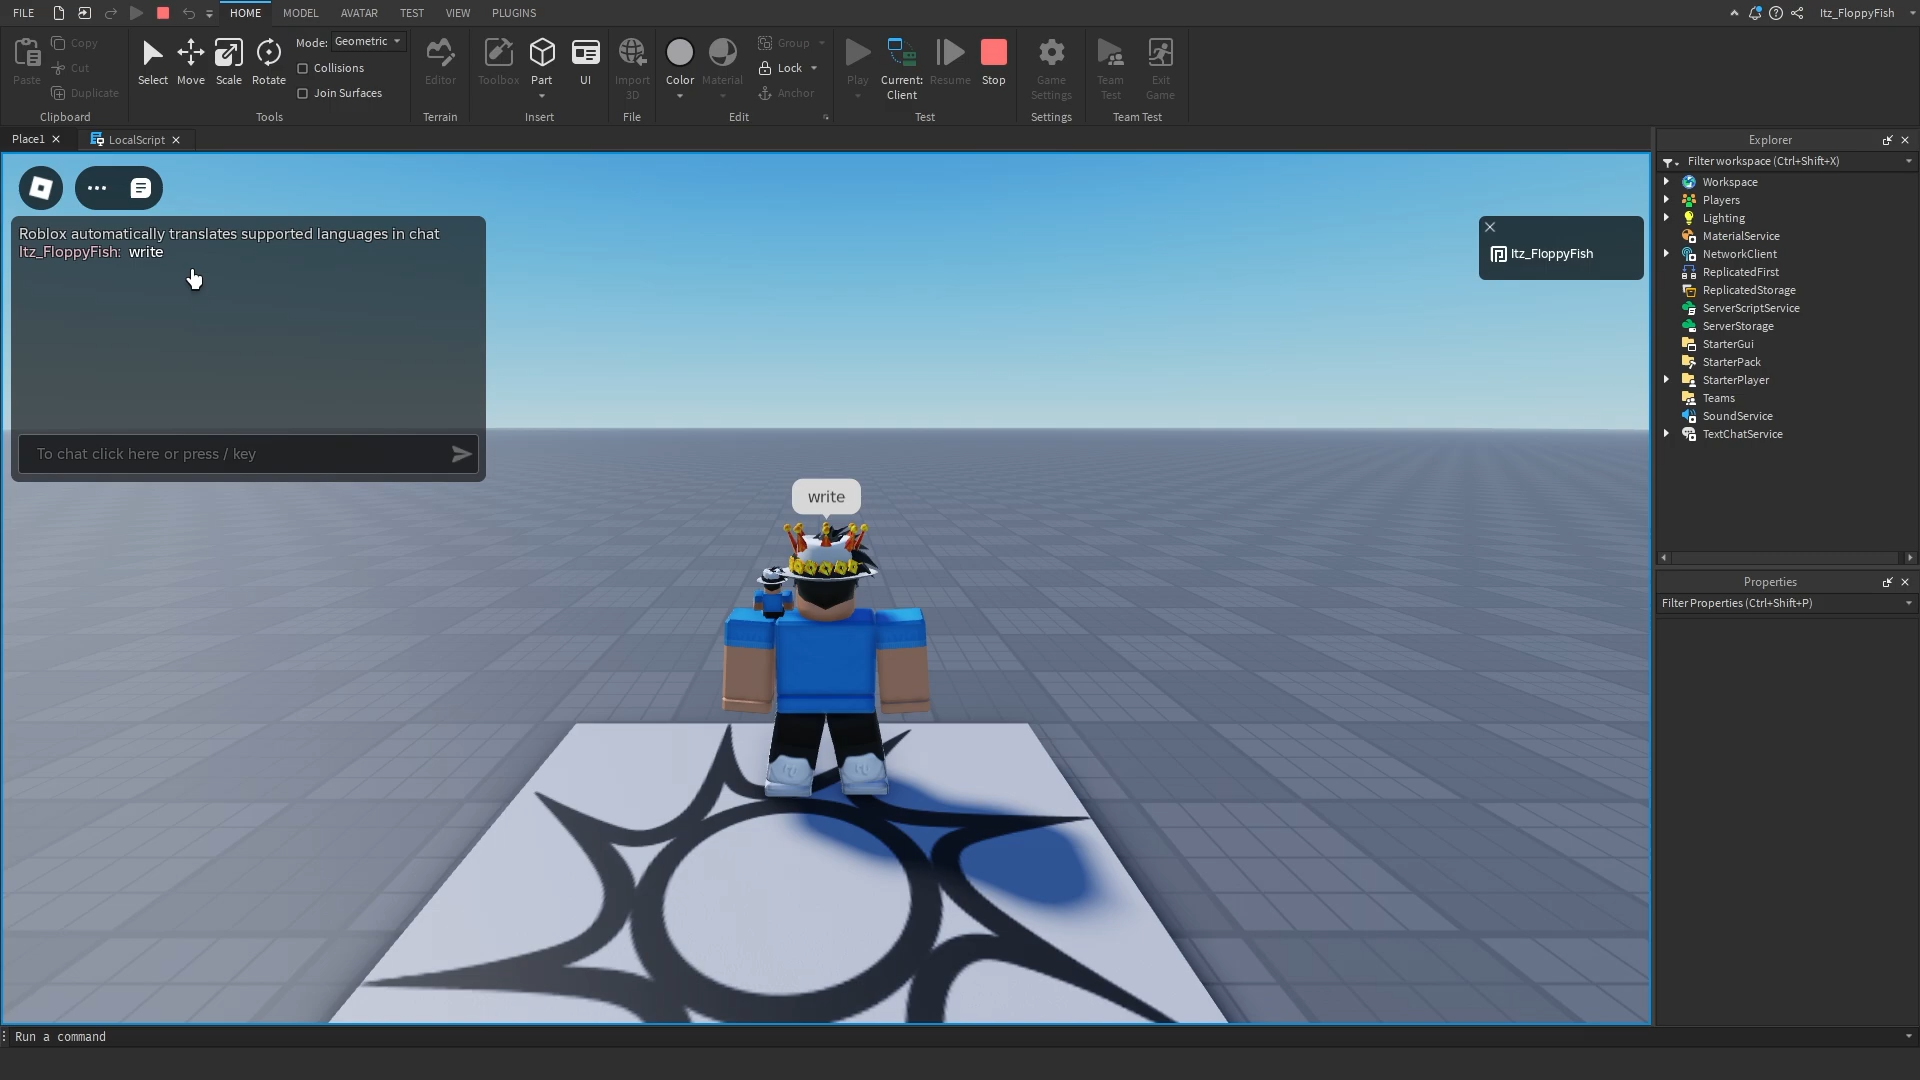 FILE HOME MODEL AVATAR TEST VIEW PLUGINS Itz_FloppyFish
Paste Copy Cut Duplicate
Clipboard
Select Move Scale Rotate
Mode: Geometric
Collisions
Join Surfaces
Tools
Editor
Terrain
Toolbox Part UI
Insert
Import 3D
File
Color Material Group Lock Anchor
Edit
Play Current: Client Resume Stop
Test
Game Settings
Settings
Team Test Exit Game
Team Test
Place1 LocalScript
Roblox automatically translates supported languages in chat
Itz_FloppyFish: write
To chat click here or press / key
Itz_FloppyFish
write
Explorer
Filter workspace (Ctrl+Shift+X)
Workspace
Players
Lighting
MaterialService
NetworkClient
ReplicatedFirst
ReplicatedStorage
ServerScriptService
ServerStorage
StarterGui
StarterPack
StarterPlayer
Teams
SoundService
TextChatService
Properties
Filter Properties (Ctrl+Shift+P)
Run a command